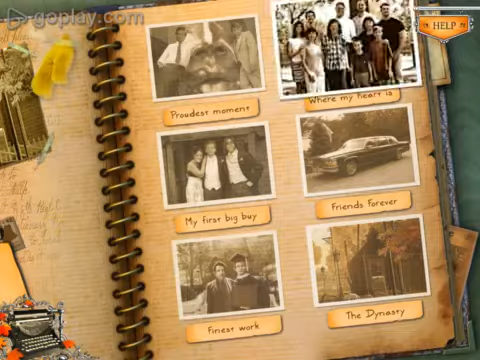 goplay.com
HELP
Proudest moment
Where my heart is
My first big buy
Friends Forever
Finest work
The Dynasty